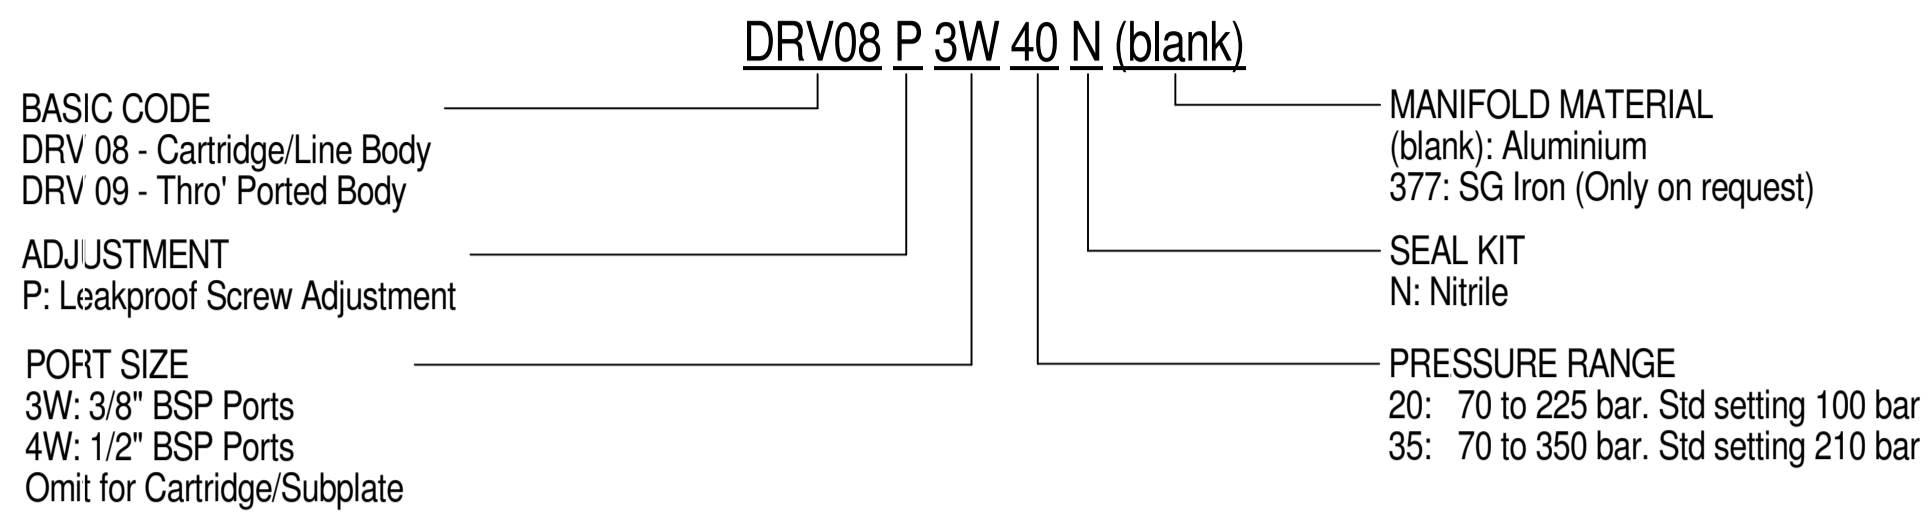 DRV08 P 3W 40 N (blank)
BASIC CODE
DRV 08 - Cartridge/Line Body
DRV 09 - Thro' Ported Body
ADJUSTMENT
P: Leakproof Screw Adjustment
PORT SIZE
3W: 3/8" BSP Ports
4W: 1/2" BSP Ports
Omit for Cartridge/Subplate
MANIFOLD MATERIAL
(blank): Aluminium
377: SG Iron (Only on request)
SEAL KIT
N: Nitrile
PRESSURE RANGE
20: 70 to 225 bar. Std setting 100 bar
35: 70 to 350 bar. Std setting 210 bar